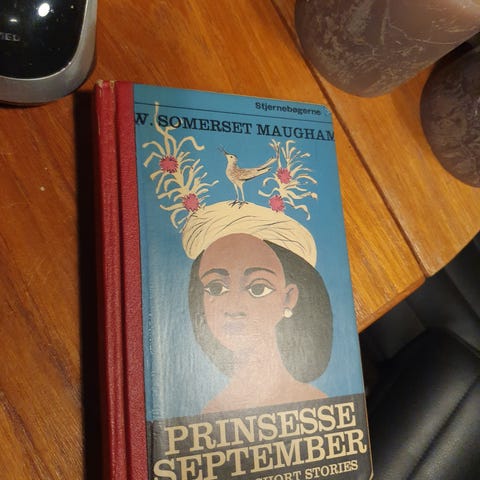 Stjernebøgerne
W. SOMERSET MAUGHAM
PRINSESSE
SEPTEMBER
SHORT STORIES